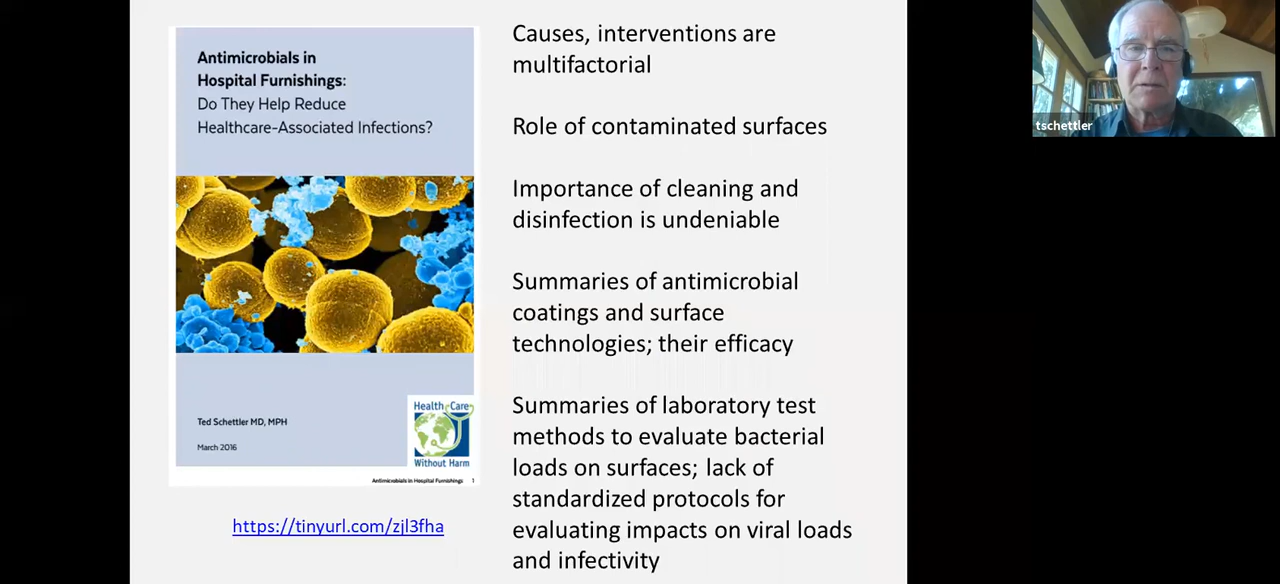 Antimicrobials in
Hospital Furnishings:
Do They Help Reduce
Healthcare-Associated Infections?
Ted Schettler MD, MPH
March 2016
Health Care
Without Harm
Antimicrobials in Hospital Furnishings 1
https://tinyurl.com/zjl3fha
Causes, interventions are
multifactorial
Role of contaminated surfaces
Importance of cleaning and
disinfection is undeniable
Summaries of antimicrobial
coatings and surface
technologies; their efficacy
Summaries of laboratory test
methods to evaluate bacterial
loads on surfaces; lack of
standardized protocols for
evaluating impacts on viral loads
and infectivity
tschettler